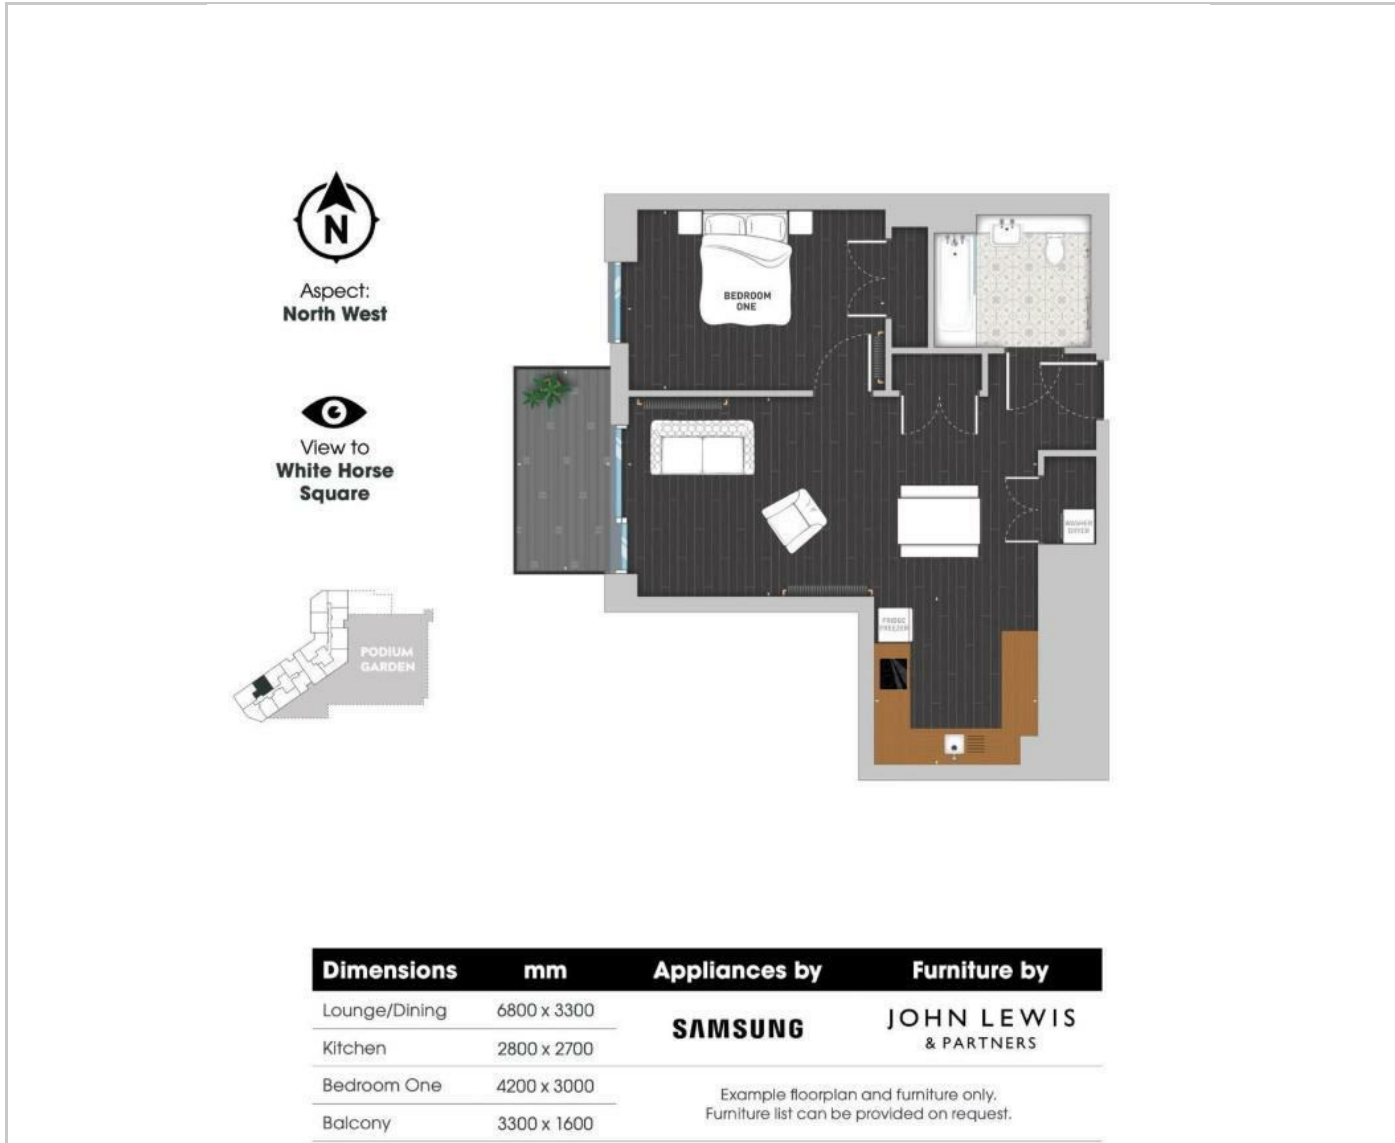 N
Aspect:
North West
View to
White Horse
Square
PODIUM
GARDEN
BEDROOM
ONE
WASHER
DRYER
FRIDGE
FREEZER
Dimensions mm Appliances by Furniture by
Lounge/Dining 6800 x 3300
SAMSUNG
JOHN LEWIS
& PARTNERS
Kitchen 2800 x 2700
Bedroom One 4200 x 3000
Example floorplan and furniture only.
Furniture list can be provided on request.
Balcony 3300 x 1600